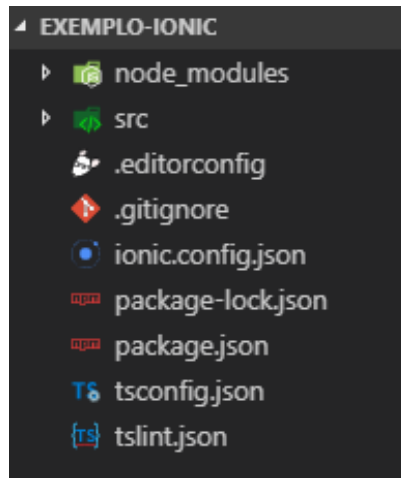 EXEMPLO-IONIC
node_modules
src
.editorconfig
.gitignore
ionic.config.json
package-lock.json
package.json
tsconfig.json
tslint.json